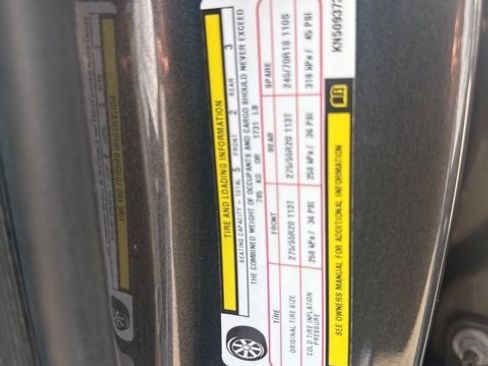 TIRE AND LOADING INFORMATION
SEATING CAPACITY - TOTAL 5 FRONT 2 REAR 3
THE COMBINED WEIGHT OF OCCUPANTS AND CARGO SHOULD NEVER EXCEED
785 KG OR 1731 LB
TIRE FRONT REAR SPARE
ORIGINAL TIRE SIZE 275/55R20 113T 275/55R20 113T 245/70R18 110S
COLD TIRE INFLATION PRESSURE 250 kPa / 36 PSI 250 kPa / 36 PSI 310 kPa / 45 PSI
SEE OWNERS MANUAL FOR ADDITIONAL INFORMATION